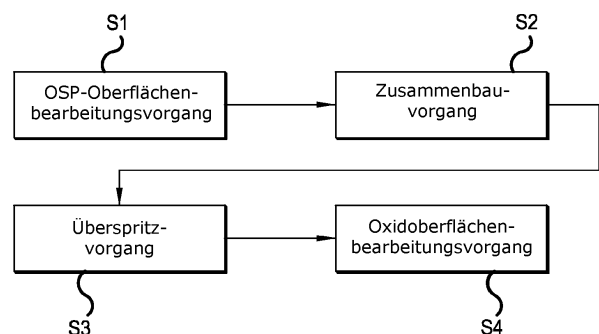 S1
S2
OSP-Oberflächen-
bearbeitungsvorgang
Zusammenbau-
vorgang
Überspritz-
vorgang
Oxidoberflächen-
bearbeitungsvorgang
S3
S4